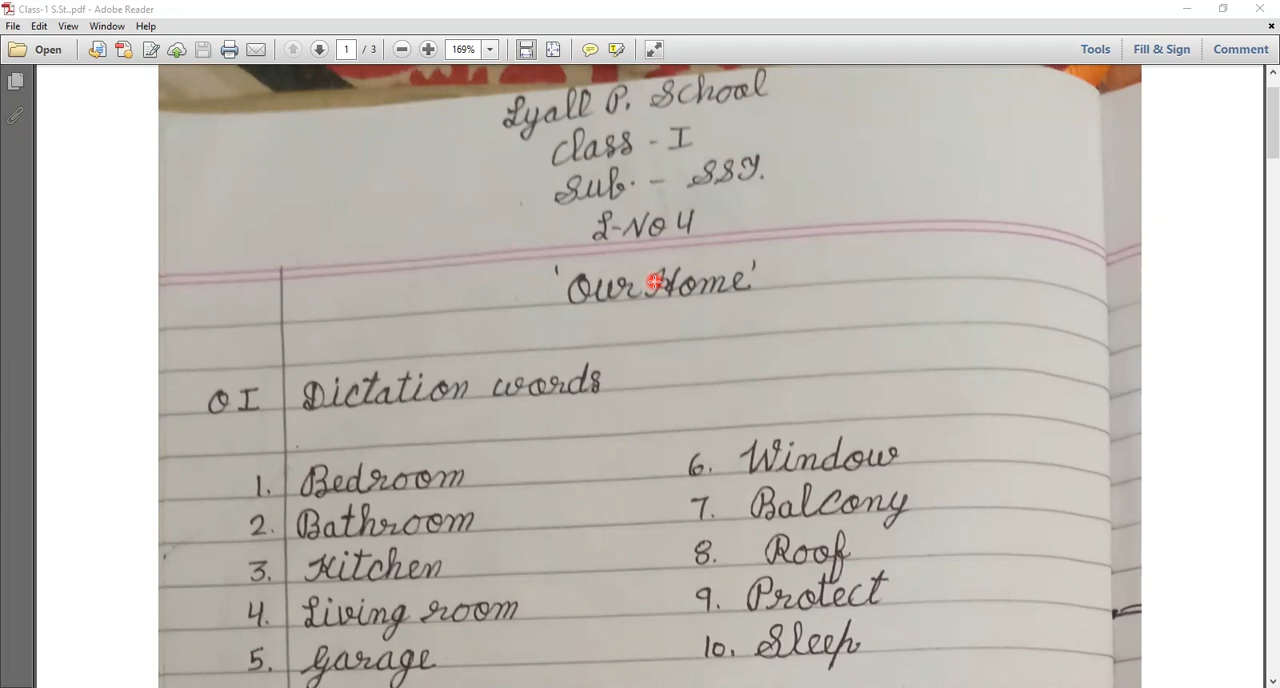 Class-1 S.St..pdf - Adobe Reader
File Edit View Window Help
Open 1 / 3 169% Tools Fill & Sign Comment
Lyall P. School
Class - I
Sub. - SSY.
L-No 4
'Our Home'
Q I Dictation words
1. Bedroom
2. Bathroom
3. Kitchen
4. Living room
5. Garage
6. Window
7. Balcony
8. Roof
9. Protect
10. Sleep